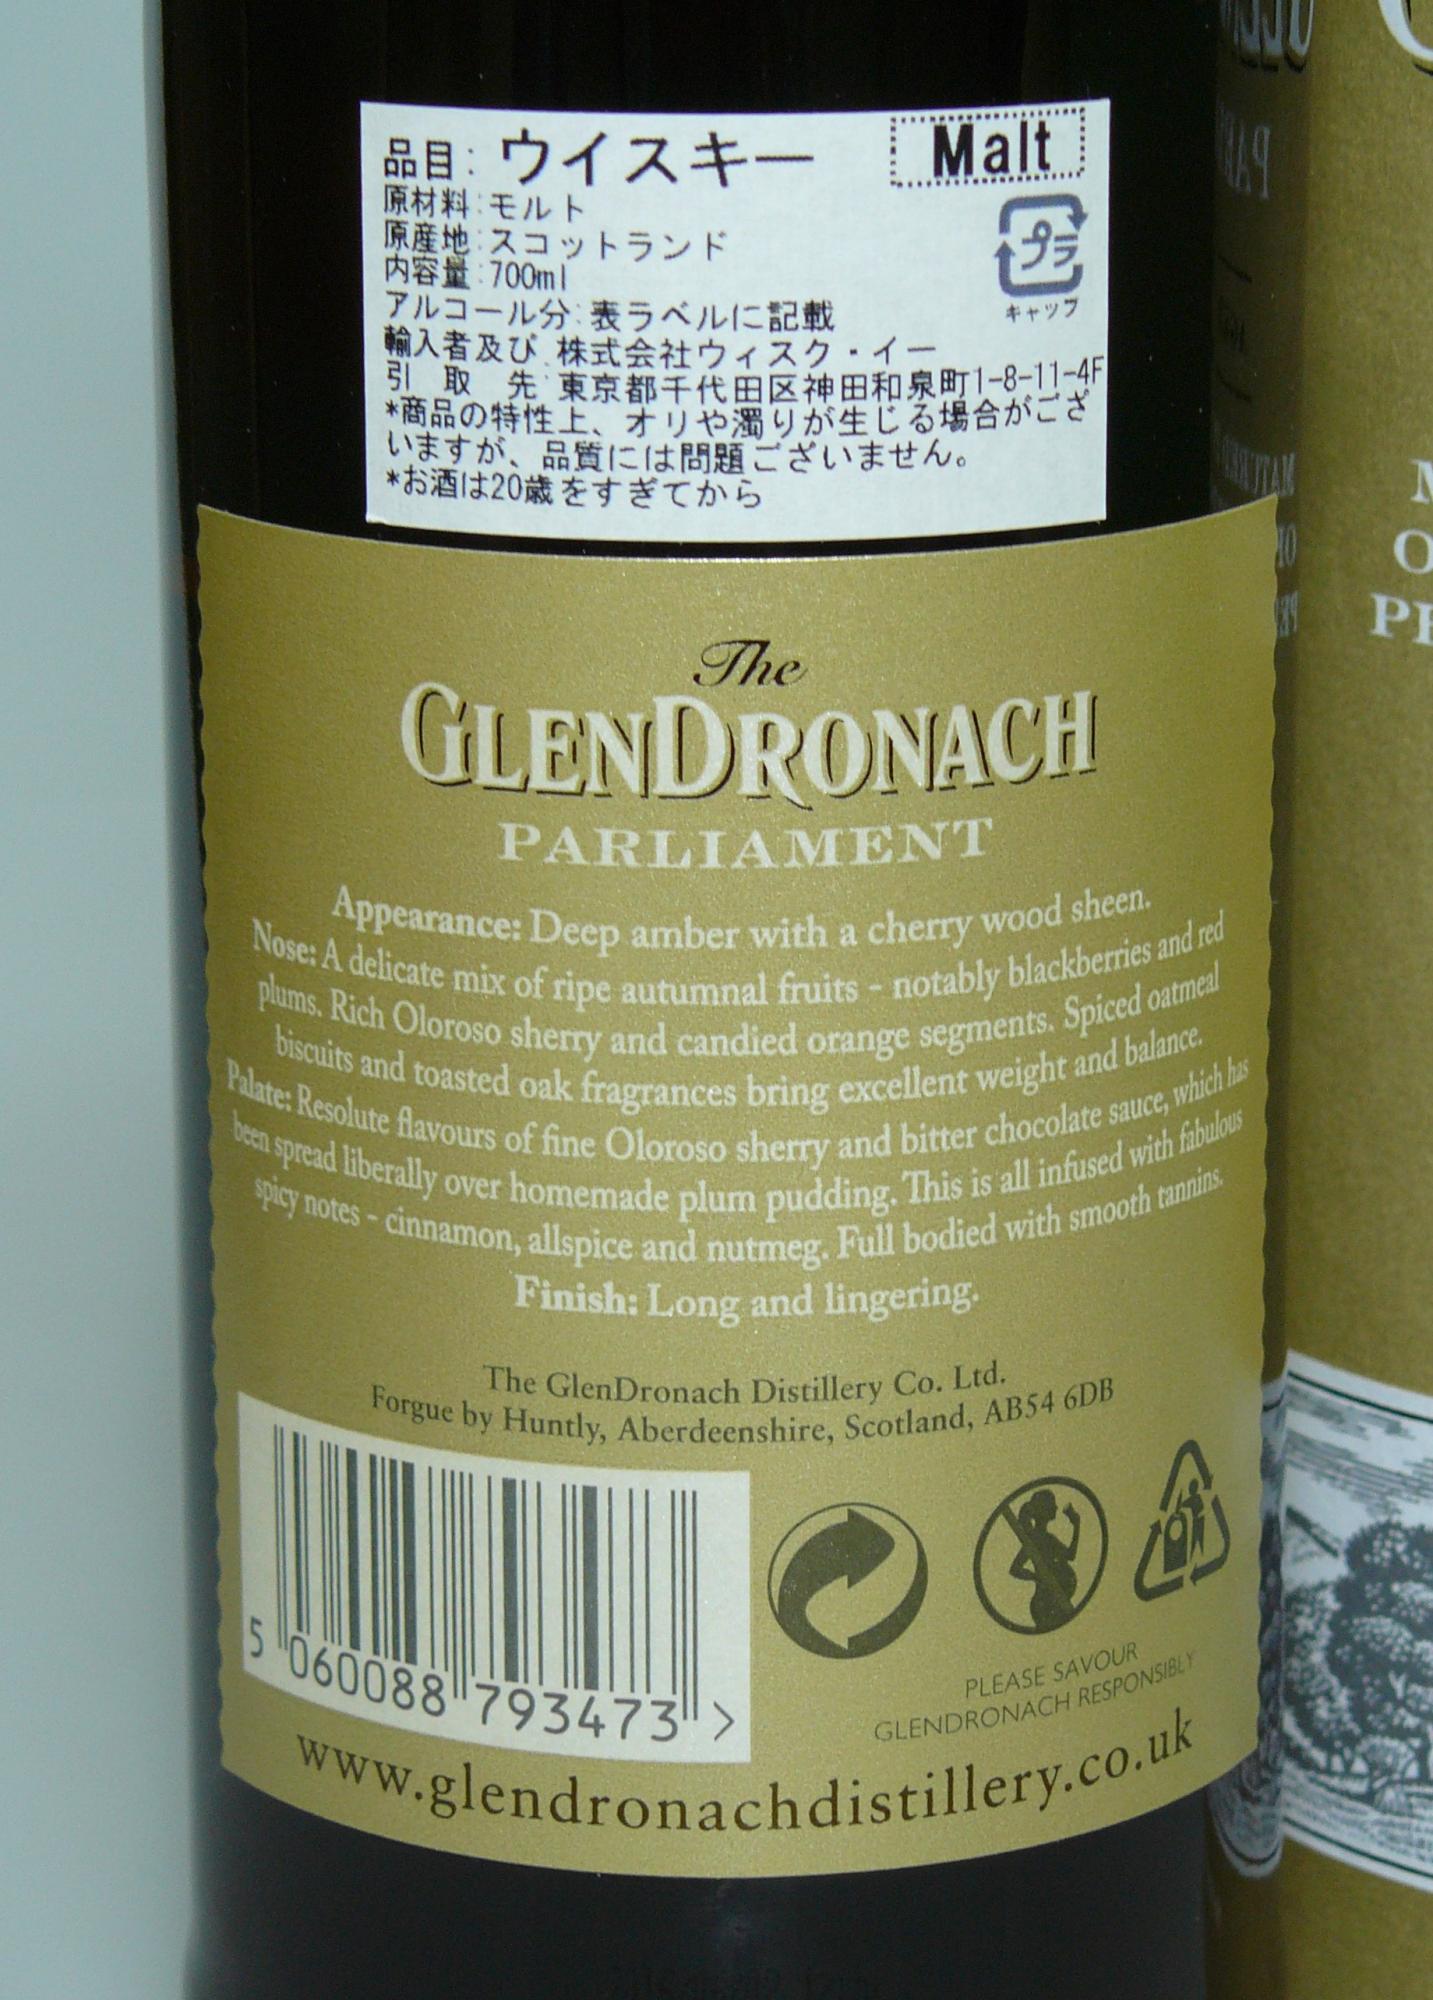 品目: ウイスキー
Malt
原材料:モルト
原産地:スコットランド
内容量:700ml
アルコール分:表ラベルに記載
プラ
キャップ
輸入者及び 株式会社ウィスク・イー
引 取 先:東京都千代田区神田和泉町1-8-11-4F
*商品の特性上、オリや濁りが生じる場合がござ
いますが、品質には問題ございません。
*お酒は20歳をすぎてから
The
GLENDRONACH
PARLIAMENT
Appearance: Deep amber with a cherry wood sheen.
Nose: A delicate mix of ripe autumnal fruits - notably blackberries and red
plums. Rich Oloroso sherry and candied orange segments. Spiced oatmeal
biscuits and toasted oak fragrances bring excellent weight and balance.
Palate: Resolute flavours of fine Oloroso sherry and bitter chocolate sauce, which has
been spread liberally over homemade plum pudding. This is all infused with fabulous
spicy notes - cinnamon, allspice and nutmeg. Full bodied with smooth tannins.
Finish: Long and lingering.
The GlenDronach Distillery Co. Ltd.
Forgue by Huntly, Aberdeenshire, Scotland, AB54 6DB
5 060088 793473 >
PLEASE SAVOUR
GLENDRONACH RESPONSIBLY
www.glendronachdistillery.co.uk